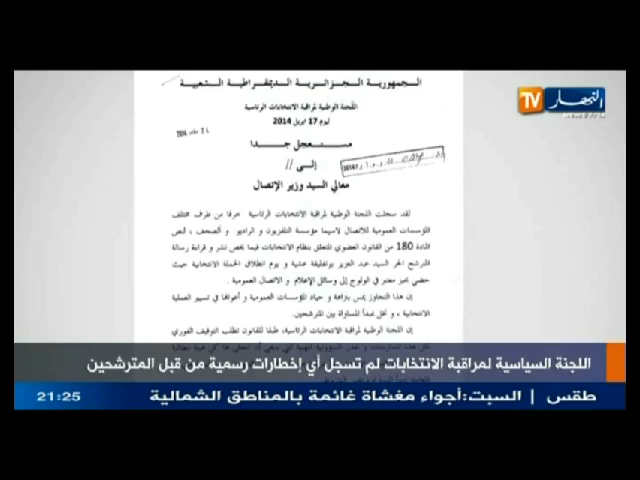 الجمهورية الجزائرية الديمقراطية الشعبية
النهار TV
اللجنة الوطنية لمراقبة الانتخابات الرئاسية
ليوم 17 ابريل 2014
مستعجل جدا
إلى //
معالي السيد وزير الإتصال
لقد سجلت اللجنة الوطنية لمراقبة الانتخابات الرئاسية خرقا من طرف مختلف
المؤسسات العمومية للاتصال لاسيما مؤسسة التلفزيون و الراديو و الصحف ، لنص
المادة 180 من القانون العضوي المتعلق بنظام الانتخابات فيما يخص نشر و قراءة رسالة
المترشح الحر السيد عبد العزيز بوتفليقة عشية و يوم انطلاق الحملة الانتخابية حيث
حضي بحيز معتبر في الولوج إلى وسائل الإعلام و الاتصال العمومية .
إن هذا التجاوز يمس بنزاهة و حياد المؤسسات العمومية و أعوانها في تسيير العملية
الانتخابية ، و أخل بمبدأ المساواة بين المترشحين.
إن اللجنة الوطنية لمراقبة الانتخابات الرئاسية، طبقا للقانون تطلب التوقيف الفوري
اللجنة السياسية لمراقبة الانتخابات لم تسجل أي إخطارات رسمية من قبل المترشحين
طقس | السبت:أجواء مغشاة غائمة بالمناطق الشمالية 21:25